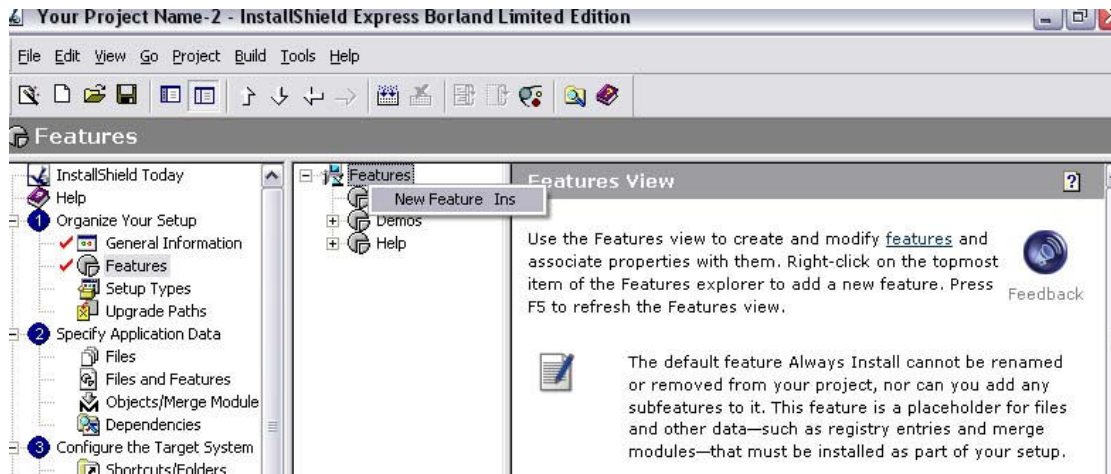 Your Project Name-2 - InstallShield Express Borland Limited Edition
File Edit View Go Project Build Tools Help
Features
InstallShield Today
Help
1 Organize Your Setup
General Information
Features
Setup Types
Upgrade Paths
2 Specify Application Data
Files
Files and Features
Objects/Merge Module
Dependencies
3 Configure the Target System
Shortcuts/Folders
Features
New Feature Ins
Demos
Help
Features View
?
Use the Features view to create and modify features and
associate properties with them. Right-click on the topmost
item of the Features explorer to add a new feature. Press
F5 to refresh the Features view.
Feedback
The default feature Always Install cannot be renamed
or removed from your project, nor can you add any
subfeatures to it. This feature is a placeholder for files
and other data—such as registry entries and merge
modules—that must be installed as part of your setup.